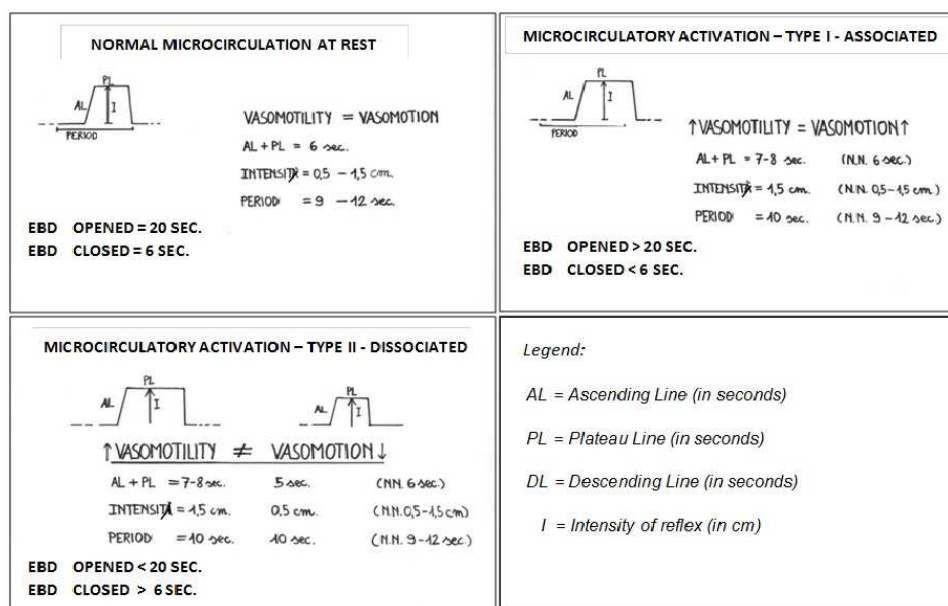 NORMAL MICROCIRCULATION AT REST
PL
AL
I
PERIOD
VASOMOTILITY = VASOMOTION
AL + PL = 6 sec.
INTENSITY = 0,5 – 1,5 cm.
PERIOD = 9 – 12 sec.
EBD OPENED = 20 SEC.
EBD CLOSED = 6 SEC.
MICROCIRCULATORY ACTIVATION – TYPE I - ASSOCIATED
PL
AL
I
PERIOD
↑VASOMOTILITY = VASOMOTION↑
AL + PL = 7-8 sec. (N.N. 6 sec.)
INTENSITY = 1,5 cm. (N.N. 0,5-1,5 cm.)
PERIOD = 10 sec. (N.N. 9 – 12 sec.)
EBD OPENED > 20 SEC.
EBD CLOSED < 6 SEC.
MICROCIRCULATORY ACTIVATION – TYPE II - DISSOCIATED
PL PL
AL I AL I
↑VASOMOTILITY ≠ VASOMOTION↓
AL + PL = 7-8 sec. 5 sec. (NN. 6 sec.)
INTENSITY = 1,5 cm. 0,5 cm. (N.N. 0,5-1,5 cm)
PERIOD = 10 sec. 10 sec. (N.N. 9-12 sec.)
EBD OPENED < 20 SEC.
EBD CLOSED > 6 SEC.
Legend:
AL = Ascending Line (in seconds)
PL = Plateau Line (in seconds)
DL = Descending Line (in seconds)
I = Intensity of reflex (in cm)